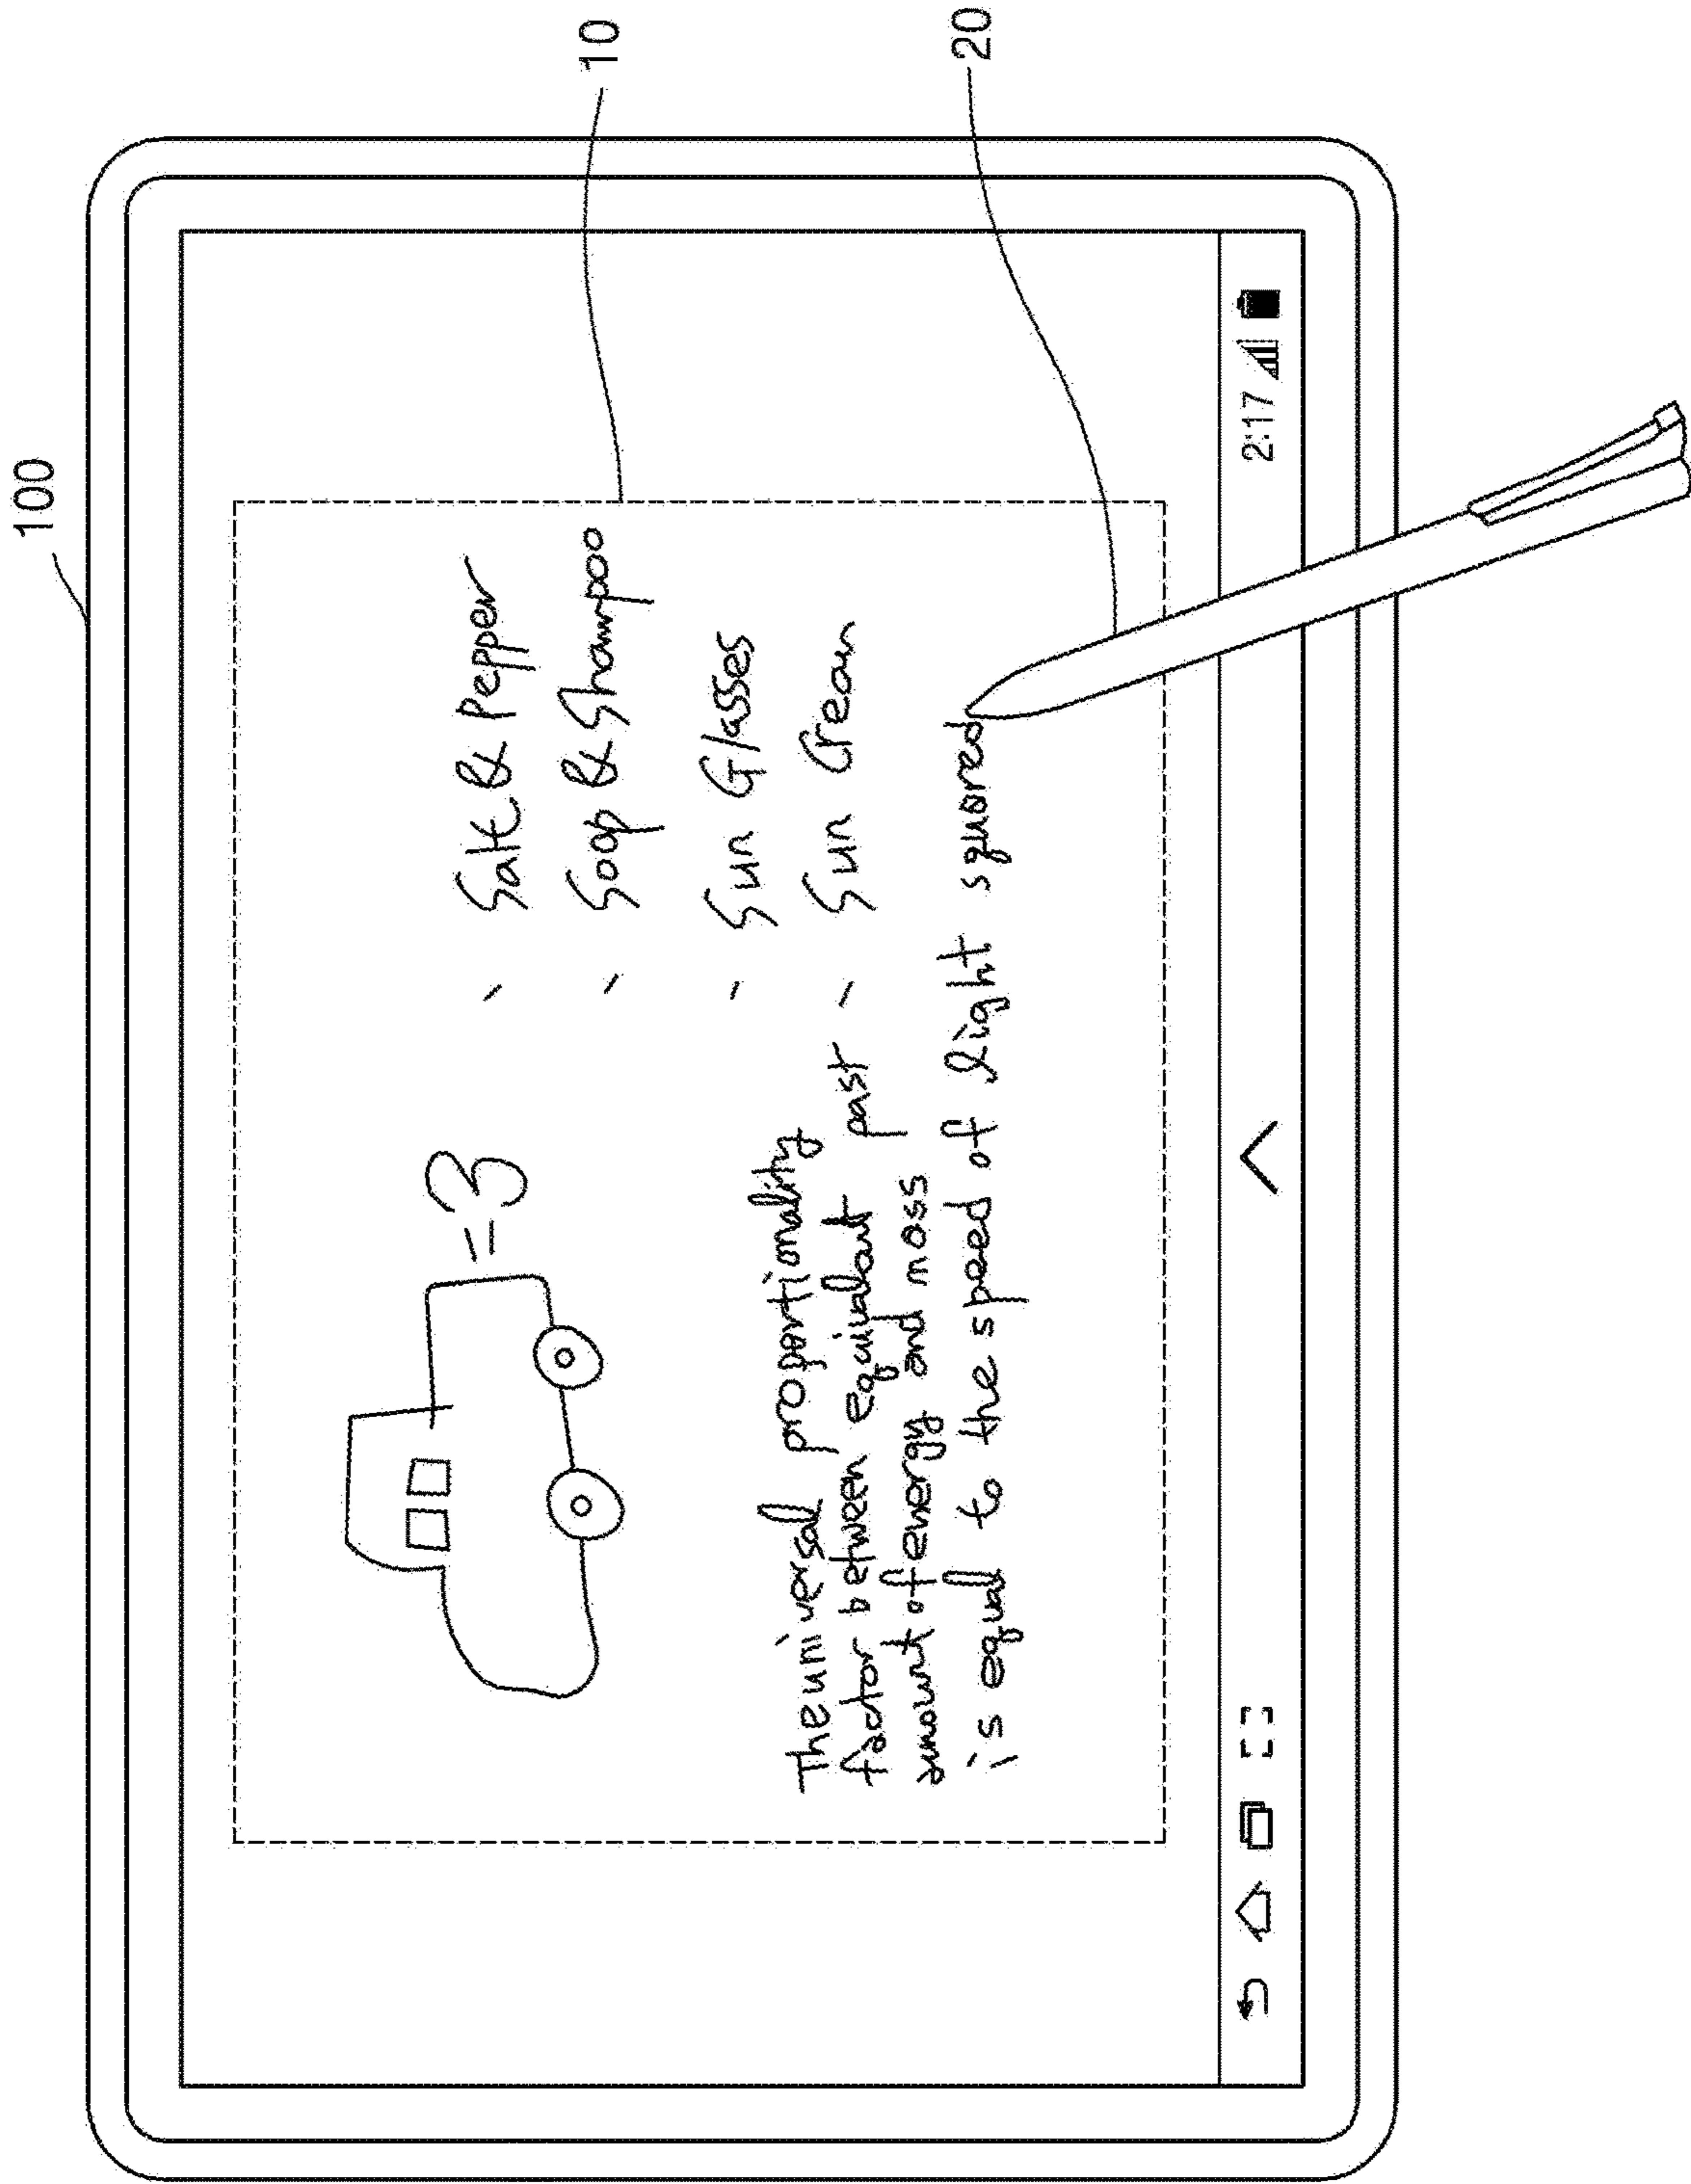 100
10
20
=3
- Salt & Pepper
- Soap & Shampoo
- Sun Glasses
- Sun Cream
The universal proportionality
factor between equivalent past
amount of energy and mass
is equal to the speed of light squared
2:17